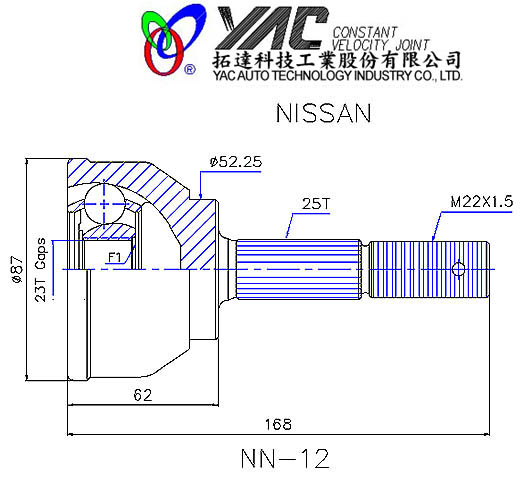 YAC CONSTANT
VELOCITY JOINT
®
拓達科技工業股份有限公司
YAC AUTO TECHNOLOGY INDUSTRY CO., LTD.
NISSAN
ø52.25
25T
M22X1.5
ø87
23T Gaps
F1
62
168
NN-12